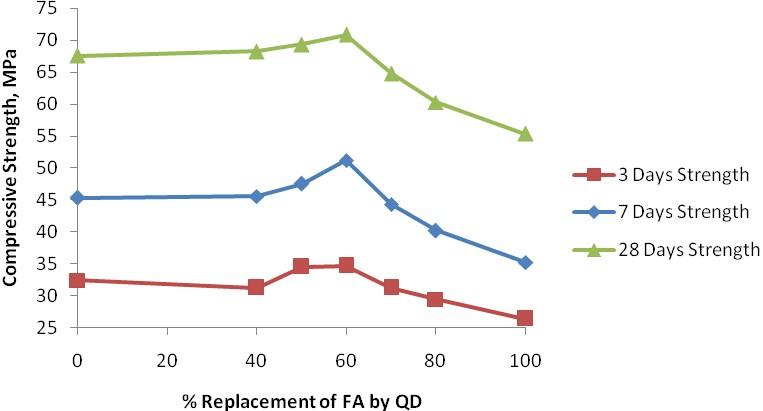 Compressive Strength, MPa
75
70
65
60
55
50
45
40
35
30
25
0 20 40 60 80 100
% Replacement of FA by QD
3 Days Strength
7 Days Strength
28 Days Strength